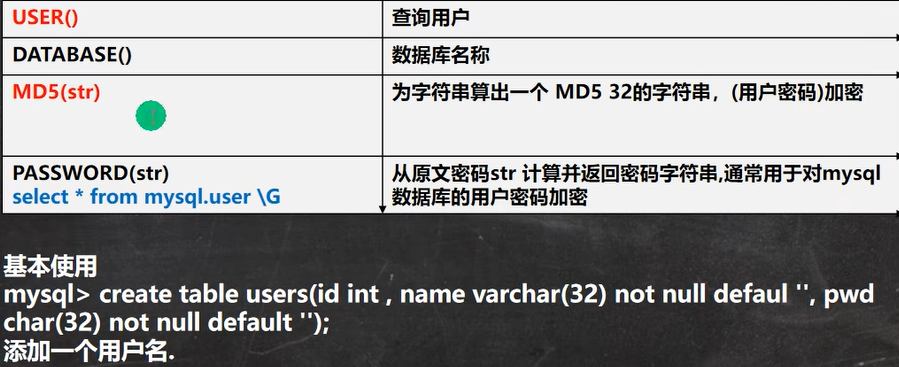 USER()
查询用户
DATABASE()
数据库名称
MD5(str)
为字符串算出一个 MD5 32的字符串，(用户密码)加密
PASSWORD(str)
select * from mysql.user \G
从原文密码str 计算并返回密码字符串,通常用于对mysql
数据库的用户密码加密
基本使用
mysql> create table users(id int , name varchar(32) not null defaul '', pwd
char(32) not null default '');
添加一个用户名.